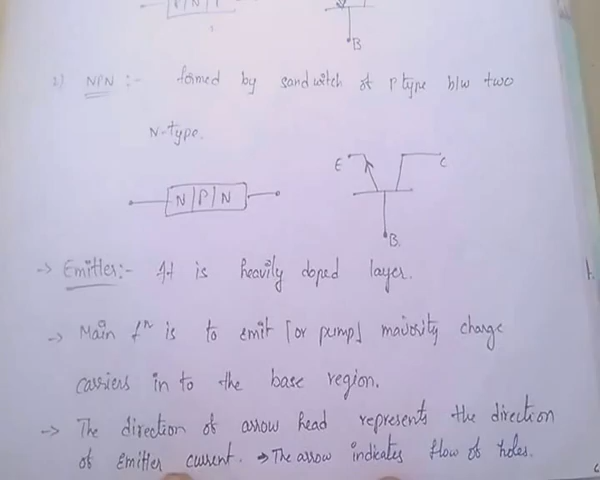 P|N|P
B
2) NPN :- formed by sandwitch of P type b/w two
N-type.
E C
N|P|N
B.
-> Emitter:- It is heavily doped layer.
-> Main fⁿ is to emit [or pump] majority charge
carriers in to the base region.
-> The direction of arrow head represents the direction
of Emitter current. -> The arrow indicates flow of holes.